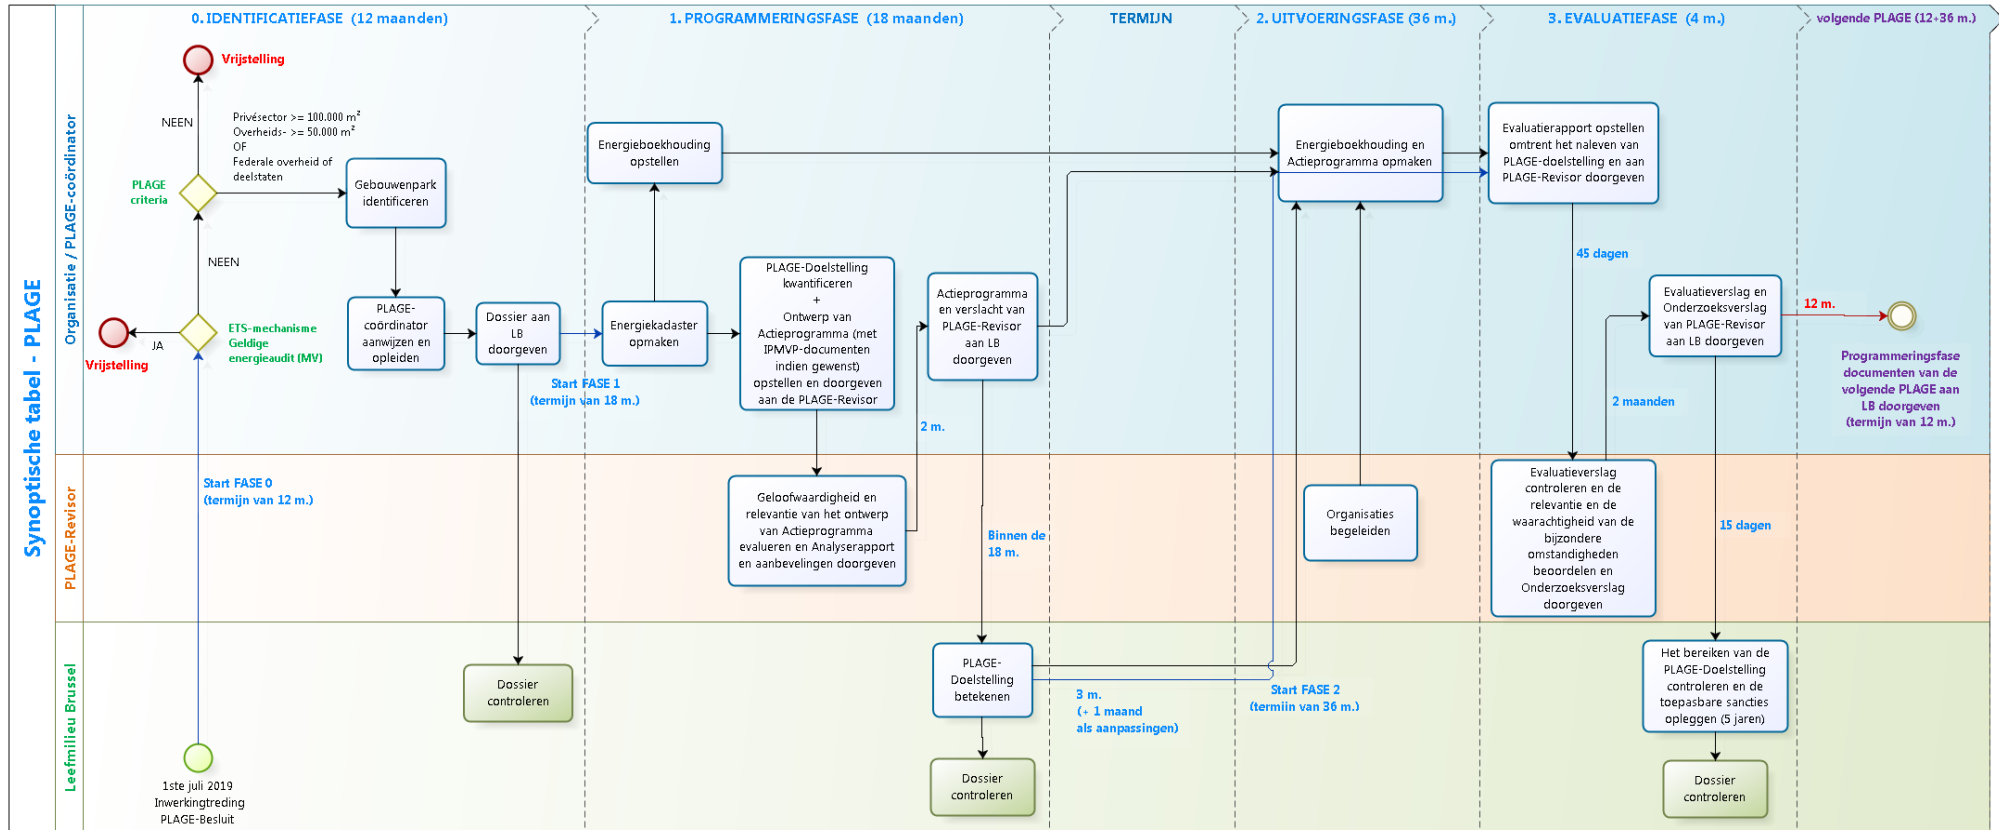 Synoptische tabel - PLAGE
Organisatie / PLAGE-coördinator
PLAGE-Revisor
Leefmilieu Brussel
0. IDENTIFICATIEFASE (12 maanden)
1. PROGRAMMERINGSFASE (18 maanden)
TERMIJN
2. UITVOERINGSFASE (36 m.)
3. EVALUATIEFASE (4 m.)
volgende PLAGE (12+36 m.)
Vrijstelling
NEEN
Privésector >= 100.000 m²
Overheids- >= 50.000 m²
OF
Federale overheid of
deelstaten
PLAGE
criteria
Gebouwenpark
identificeren
NEEN
ETS-mechanisme
Geldige
energieaudit (MV)
JA
Vrijstelling
PLAGE-
coördinator
aanwijzen en
opleiden
Dossier aan
LB
doorgeven
Start FASE 1
(termijn van 18 m.)
Start FASE 0
(termijn van 12 m.)
Dossier
controleren
1ste juli 2019
Inwerkingtreding
PLAGE-Besluit
Energieboekhouding
opstellen
Energiekadaster
opmaken
PLAGE-Doelstelling
kwantificeren
+
Ontwerp van
Actieprogramma (met
IPMVP-documenten
indien gewenst)
opstellen en doorgeven
aan de PLAGE-Revisor
Actieprogramma
en verslacht van
PLAGE-Revisor
aan LB
doorgeven
2 m.
Geloofwaardigheid en
relevantie van het ontwerp
van Actieprogramma
evalueren en Analyserapport
en aanbevelingen doorgeven
Binnen de
18 m.
PLAGE-
Doelstelling
betekenen
Dossier
controleren
3 m.
(+ 1 maand
als aanpassingen)
Start FASE 2
(termijn van 36 m.)
Energieboekhouding en
Actieprogramma opmaken
Organisaties
begeleiden
Evaluatierapport opstellen
omtrent het naleven van
PLAGE-doelstelling en aan
PLAGE-Revisor doorgeven
45 dagen
Evaluatieverslag en
Onderzoeksverslag
van PLAGE-Revisor
aan LB doorgeven
2 maanden
Evaluatieverslag
controleren en de
relevantie en de
waarachtigheid van de
bijzondere
omstandigheden
beoordelen en
Onderzoeksverslag
doorgeven
15 dagen
Het bereiken van de
PLAGE-Doelstelling
controleren en de
toepasbare sancties
opleggen (5 jaren)
Dossier
controleren
12 m.
Programmeringsfase
documenten van de
volgende PLAGE aan
LB doorgeven
(termijn van 12 m.)